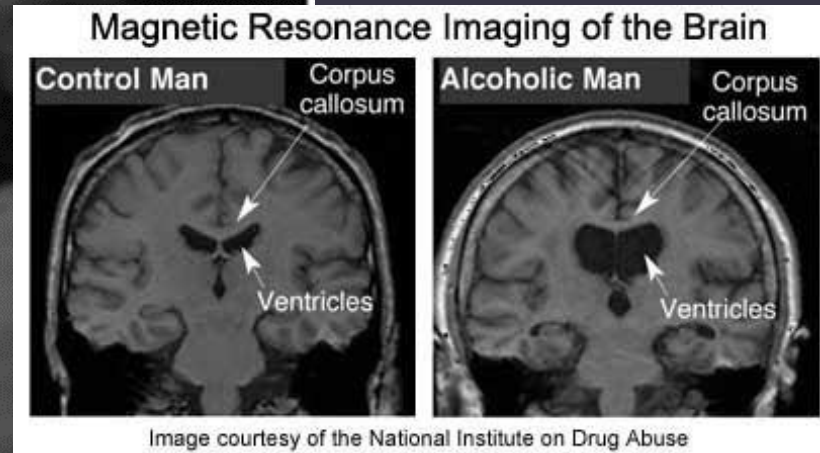 Magnetic Resonance Imaging of the Brain
Control Man
Corpus
callosum
Ventricles
Alcoholic Man
Corpus
callosum
Ventricles
Image courtesy of the National Institute on Drug Abuse